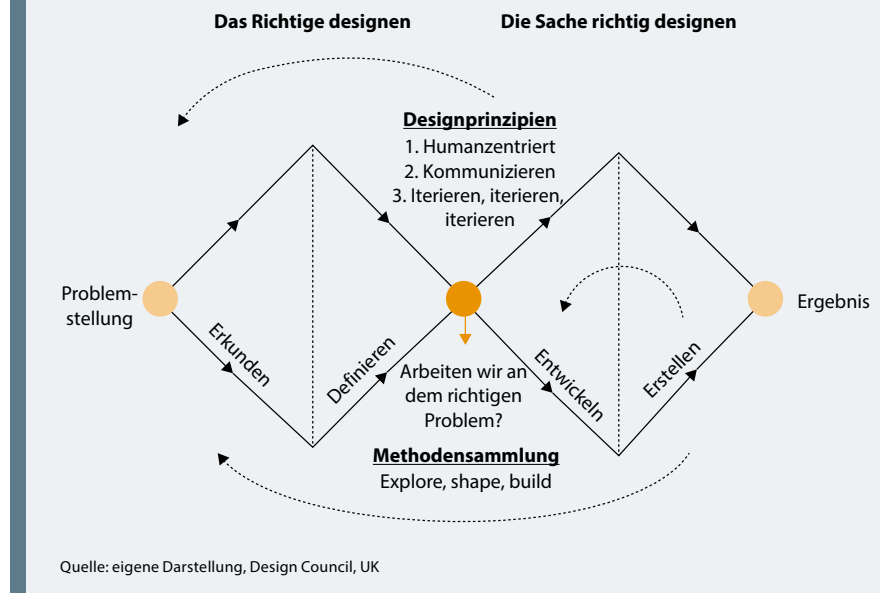 Das Richtige designen
Die Sache richtig designen
Designprinzipien
1. Humanzentriert
2. Kommunizieren
3. Iterieren, iterieren,
iterieren
Problem-
stellung
Erkunden
Definieren
Arbeiten wir an
dem richtigen
Problem?
Entwickeln
Erstellen
Ergebnis
Methodensammlung
Explore, shape, build
Quelle: eigene Darstellung, Design Council, UK